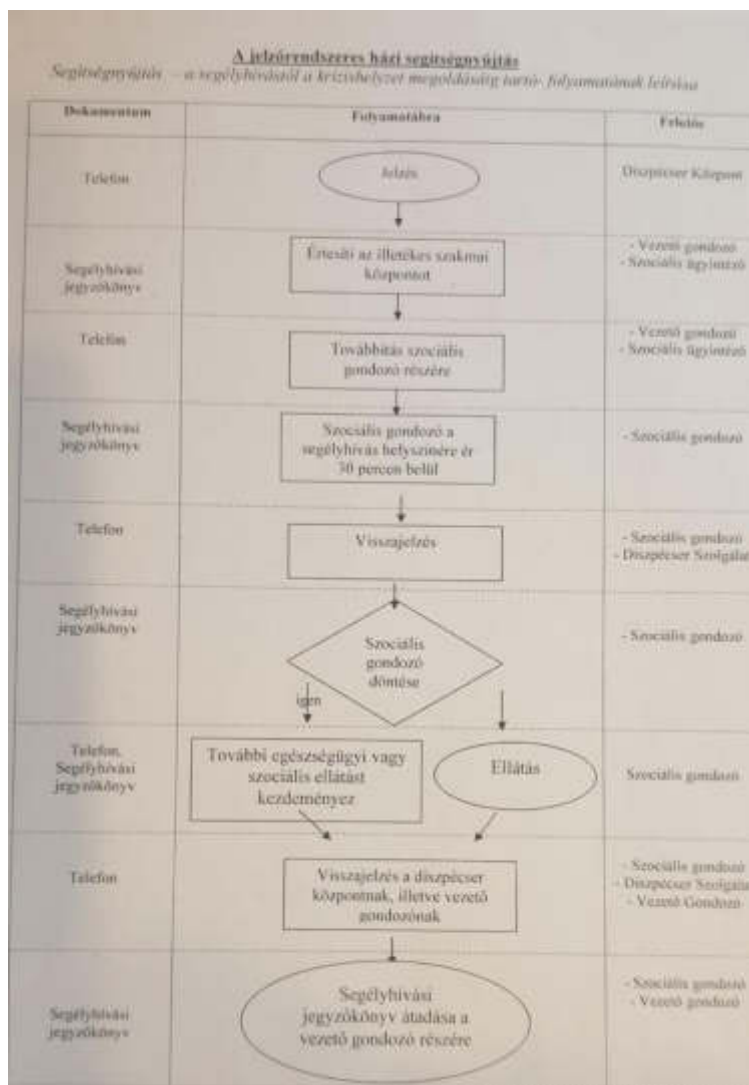 A jelzőrendszeres házi segítségnyújtás
Segítségnyújtás – a segélyhívástól a krízishelyzet megoldásáig tartó- folyamatának leírása
Dokumentum
Folyamatábra
Felelős
Telefon
Jelzés
Diszpécser Központ
Segélyhívási
jegyzőkönyv
Értesíti az illetékes szakmai
központot
- Vezető gondozó
- Szociális ügyintéző
Telefon
Továbbítás szociális
gondozó részére
- Vezető gondozó
- Szociális ügyintéző
Segélyhívási
jegyzőkönyv
Szociális gondozó a
segélyhívás helyszínére ér
30 percen belül
- Szociális gondozó
Telefon
Visszajelzés
- Szociális gondozó
- Diszpécser Szolgálat
Segélyhívási
jegyzőkönyv
Szociális
gondozó
döntése
- Szociális gondozó
igen
Telefon,
Segélyhívási
jegyzőkönyv
További egészségügyi vagy
szociális ellátást
kezdeményez
Ellátás
Szociális gondozó
Telefon
Visszajelzés a diszpécser
központnak, illetve vezető
gondozónak
- Szociális gondozó
- Diszpécser Szolgálat
- Vezető Gondozó
Segélyhívási
jegyzőkönyv
Segélyhívási
jegyzőkönyv átadása a
vezető gondozó részére
- Szociális gondozó
- Vezető gondozó